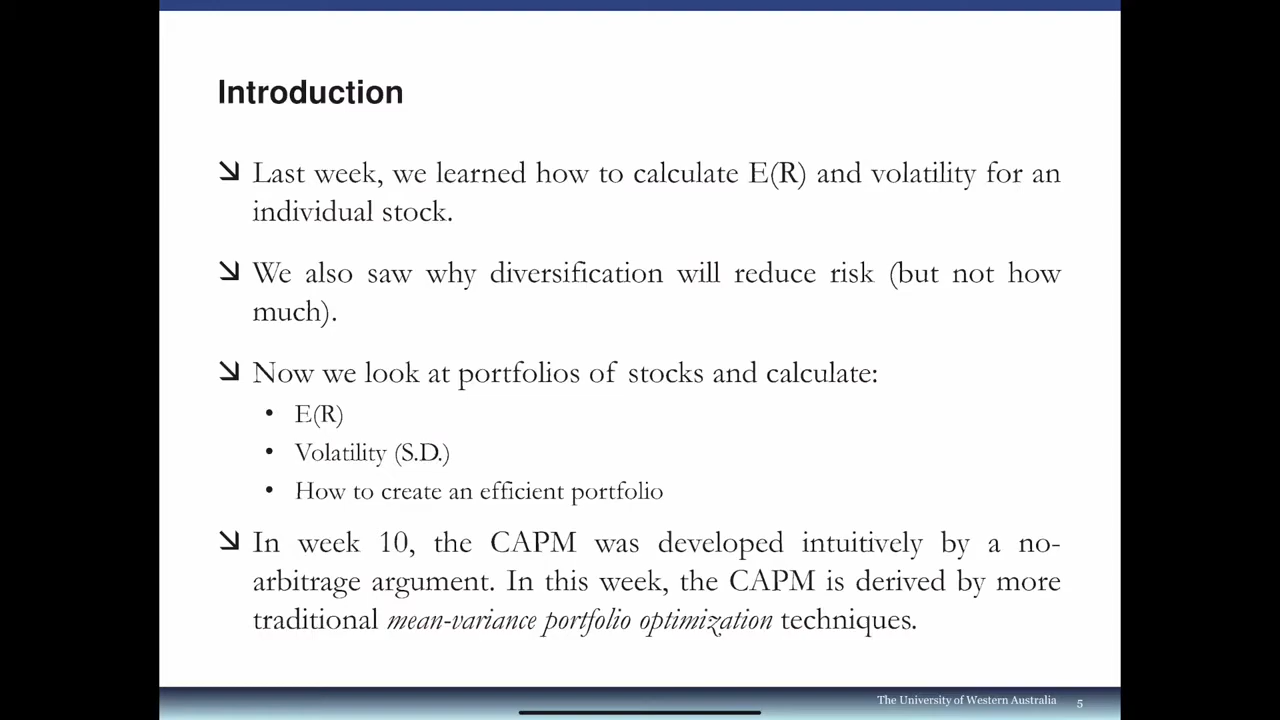 Introduction
Last week, we learned how to calculate E(R) and volatility for an
individual stock.
We also saw why diversification will reduce risk (but not how
much).
Now we look at portfolios of stocks and calculate:
• E(R)
• Volatility (S.D.)
• How to create an efficient portfolio
In week 10, the CAPM was developed intuitively by a no-
arbitrage argument. In this week, the CAPM is derived by more
traditional mean-variance portfolio optimization techniques.
The University of Western Australia 5